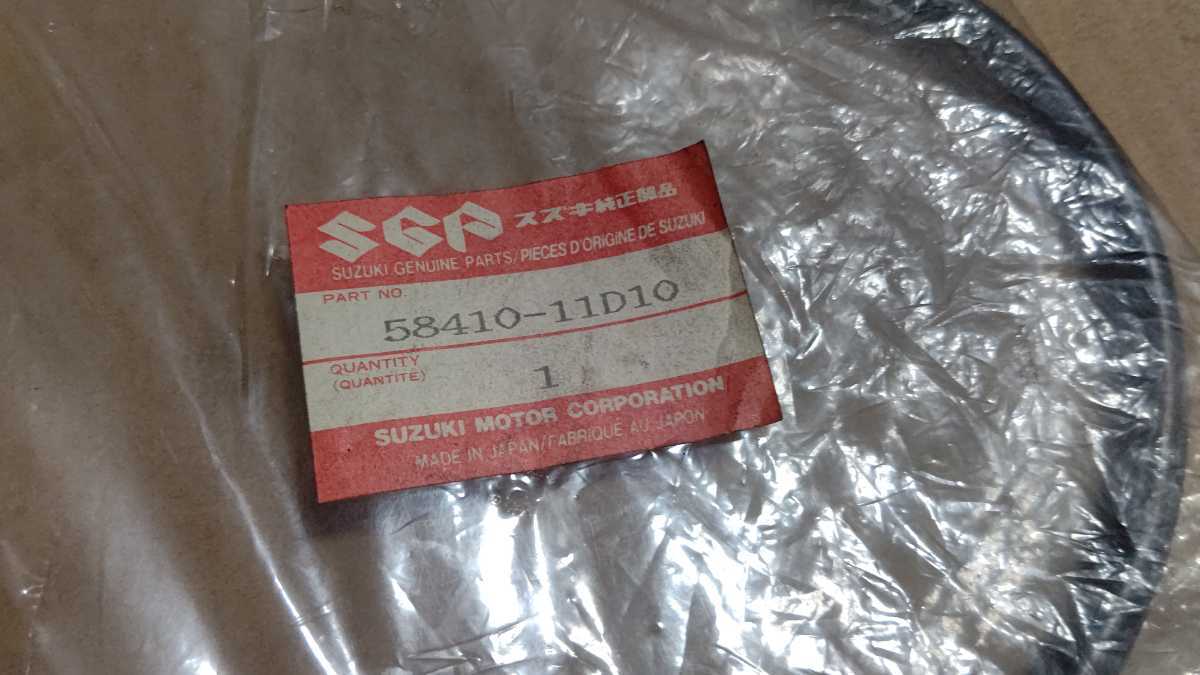 SGP スズキ純正部品
SUZUKI GENUINE PARTS/PIECES D'ORIGINE DE SUZUKI
PART NO.
58410-11D10
QUANTITY
(QUANTITE)
1
SUZUKI MOTOR CORPORATION
MADE IN JAPAN/FABRIQUE AU JAPON